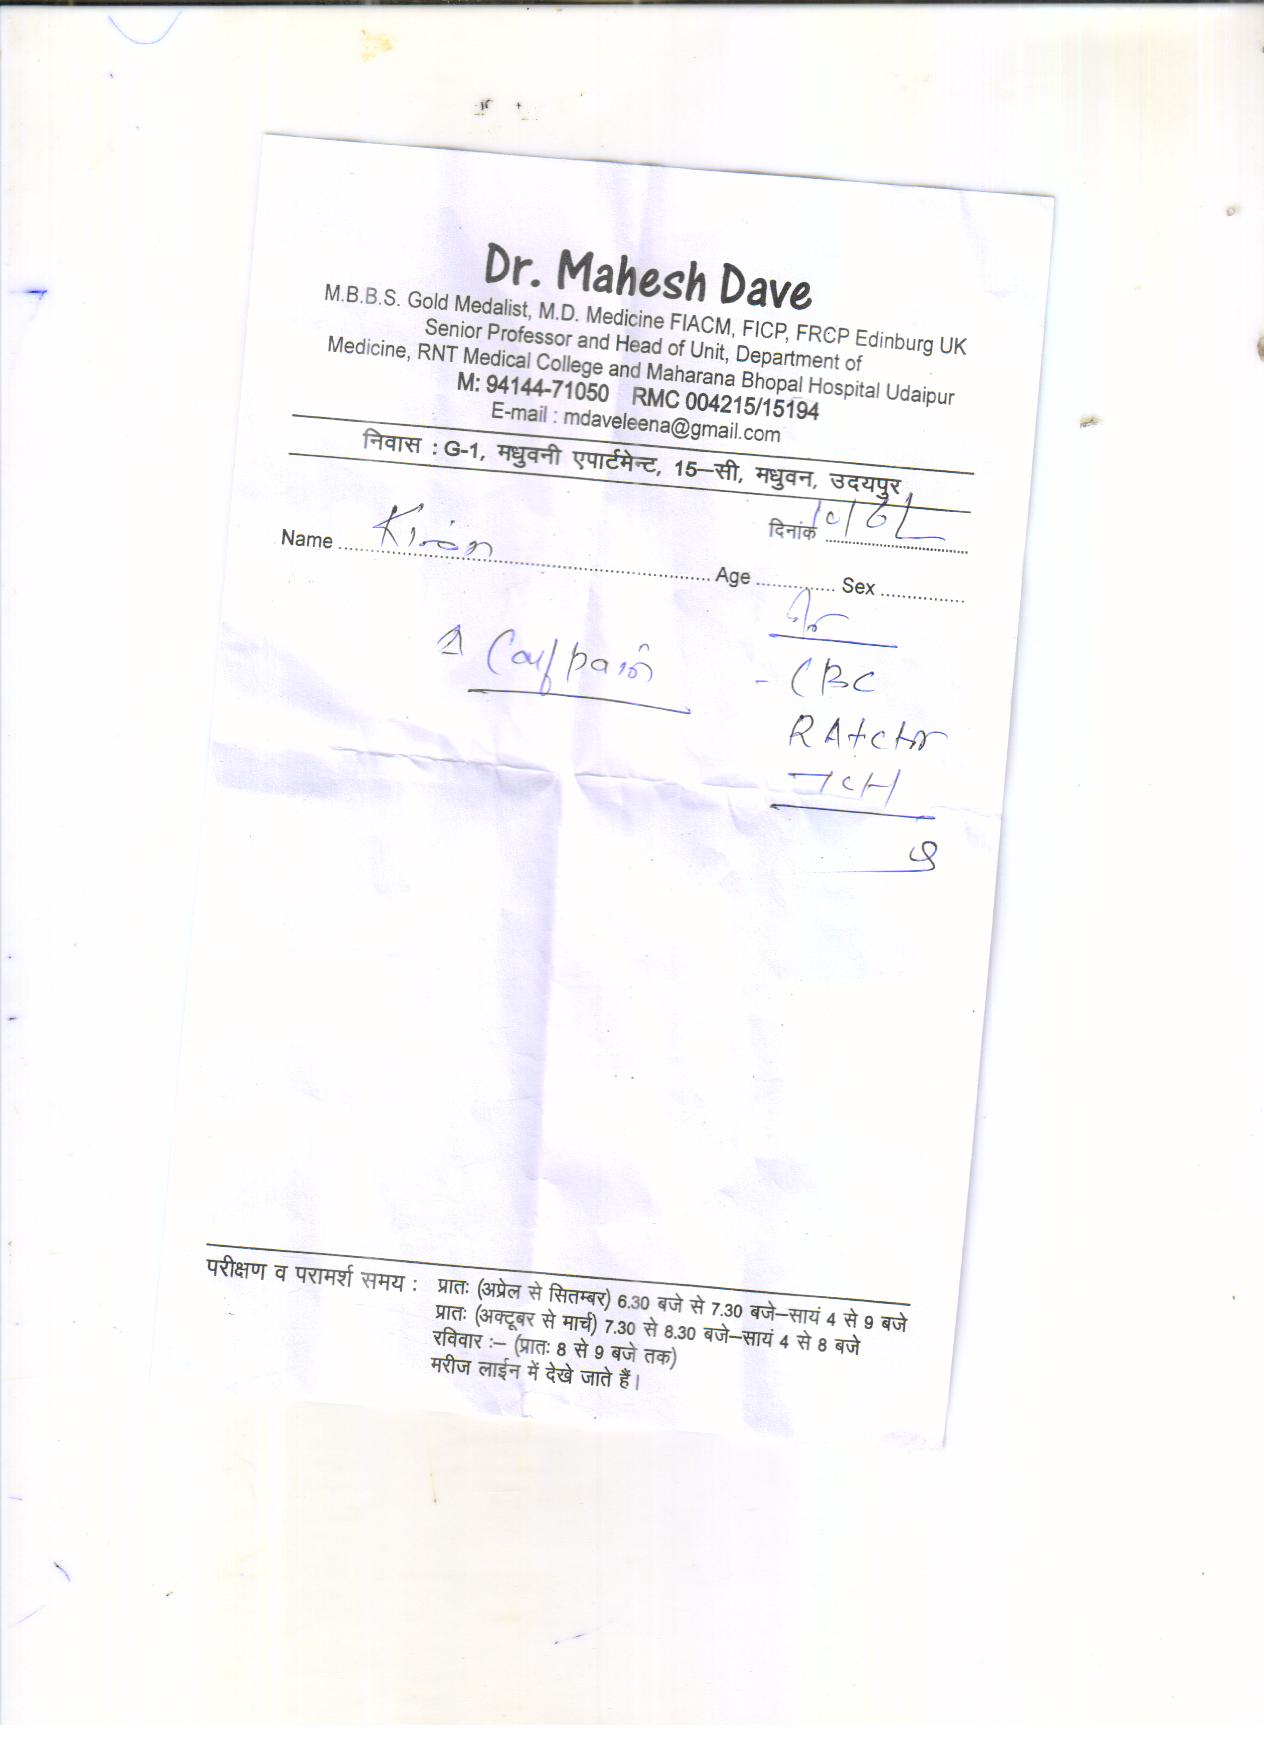 Dr. Mahesh Dave
M.B.B.S. Gold Medalist, M.D. Medicine FIACM, FICP, FRCP Edinburg UK
Senior Professor and Head of Unit, Department of
Medicine, RNT Medical College and Maharana Bhopal Hospital Udaipur
M: 94144-71050 RMC 004215/15194
E-mail : mdaveleena@gmail.com
निवास : G-1, मधुवनी एपार्टमेन्ट, 15–सी, मधुवन, उदयपुर
दिनांक
Name Kiran Age Sex
Calf pain
- CBC
RA
परीक्षण व परामर्श समय : प्रातः (अप्रेल से सितम्बर) 6.30 बजे से 7.30 बजे–सायं 4 से 9 बजे
प्रातः (अक्टूबर से मार्च) 7.30 से 8.30 बजे–सायं 4 से 8 बजे
रविवार :– (प्रातः 8 से 9 बजे तक)
मरीज लाईन में देखे जाते हैं।